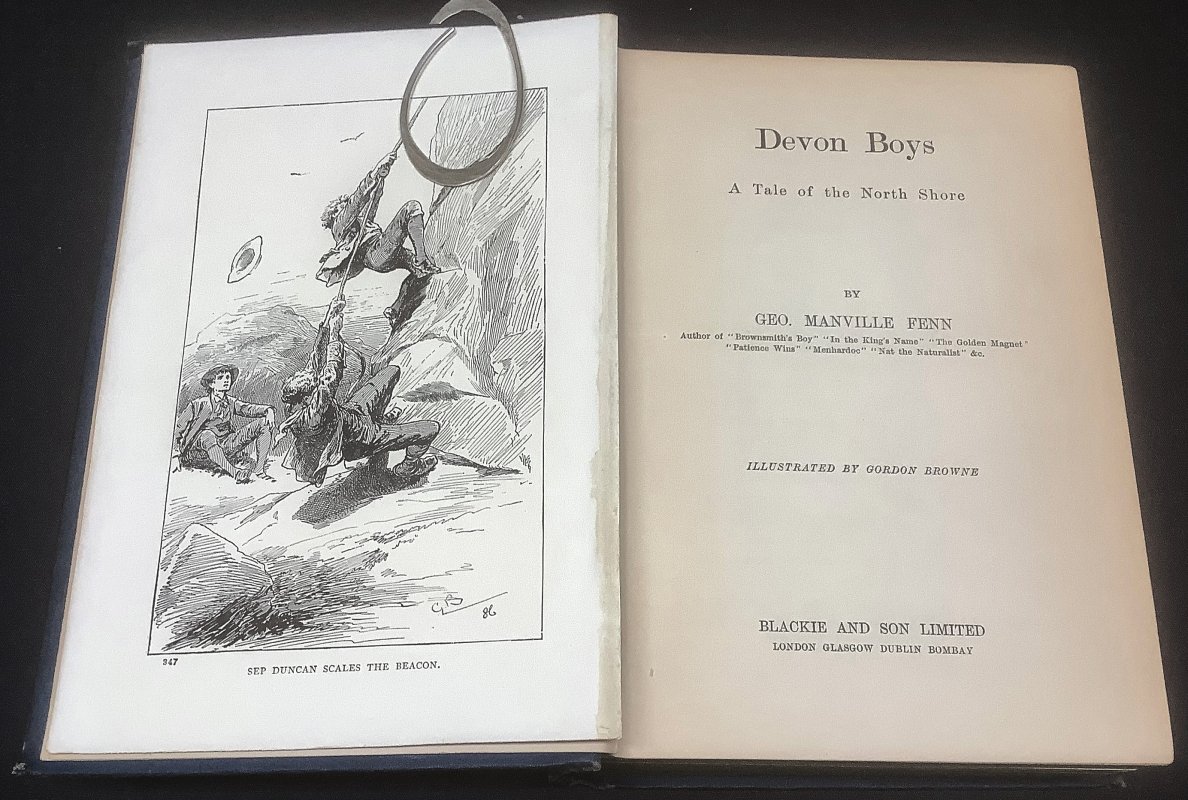 GB
86
347
SEP DUNCAN SCALES THE BEACON.
Devon Boys
A Tale of the North Shore
BY
GEO. MANVILLE FENN
Author of "Brownsmith's Boy" "In the King's Name" "The Golden Magnet"
"Patience Wins" "Menhardoc" "Nat the Naturalist" &c.
ILLUSTRATED BY GORDON BROWNE
BLACKIE AND SON LIMITED
LONDON GLASGOW DUBLIN BOMBAY